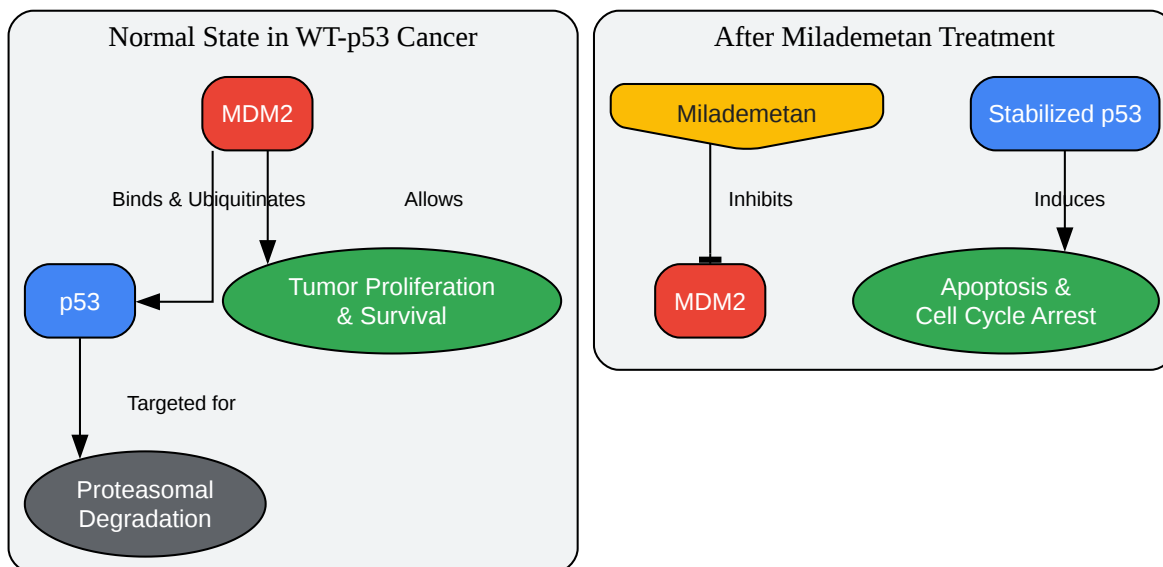 Normal State in WT-p53 Cancer
MDM2
Binds & Ubiquitinates
Allows
p53
Tumor Proliferation
& Survival
Targeted for
Proteasomal
Degradation
After Milademetan Treatment
Milademetan
Stabilized p53
Inhibits
Induces
MDM2
Apoptosis &
Cell Cycle Arrest